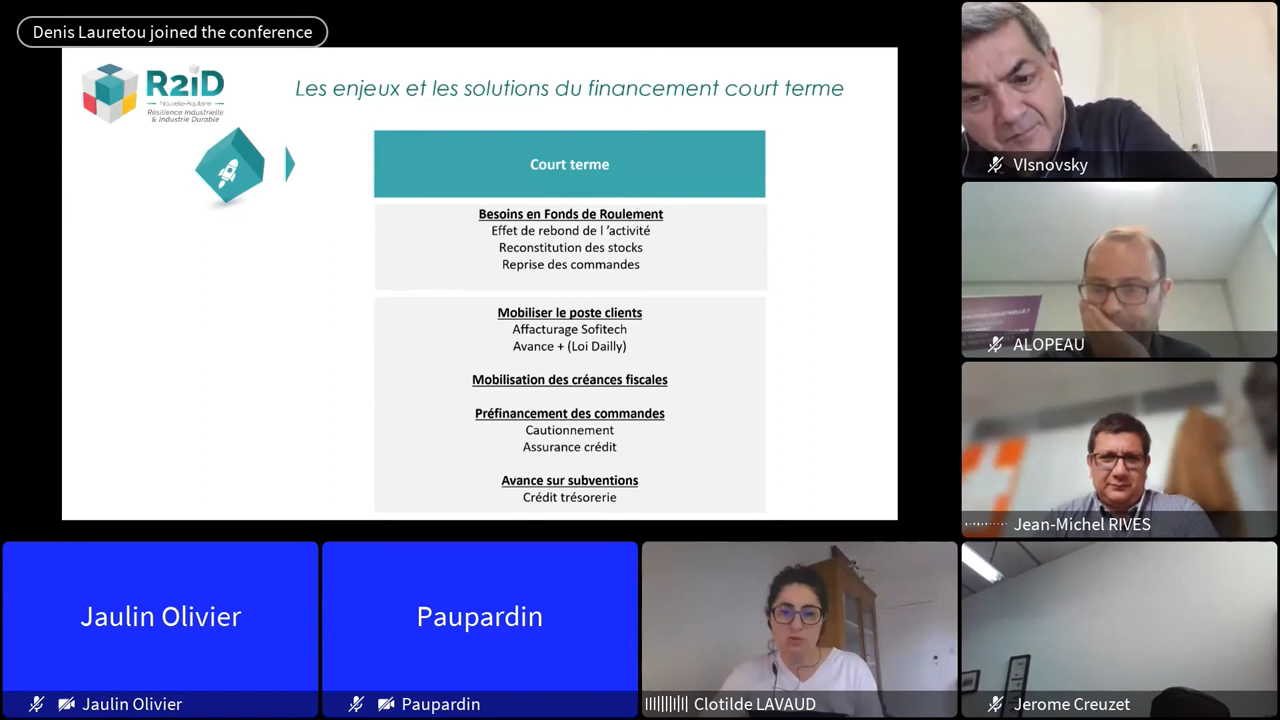 Denis Lauretou joined the conference
R2iD
Nouvelle-Aquitaine
Résilience Industrielle
& Industrie Durable
Les enjeux et les solutions du financement court terme
Court terme
Besoins en Fonds de Roulement
Effet de rebond de l 'activité
Reconstitution des stocks
Reprise des commandes
Mobiliser le poste clients
Affacturage Sofitech
Avance + (Loi Dailly)
Mobilisation des créances fiscales
Préfinancement des commandes
Cautionnement
Assurance crédit
Avance sur subventions
Crédit trésorerie
VIsnovsky
ALOPEAU
Jean-Michel RIVES
Jaulin Olivier
Jaulin Olivier
Paupardin
Paupardin
Clotilde LAVAUD
Jerome Creuzet